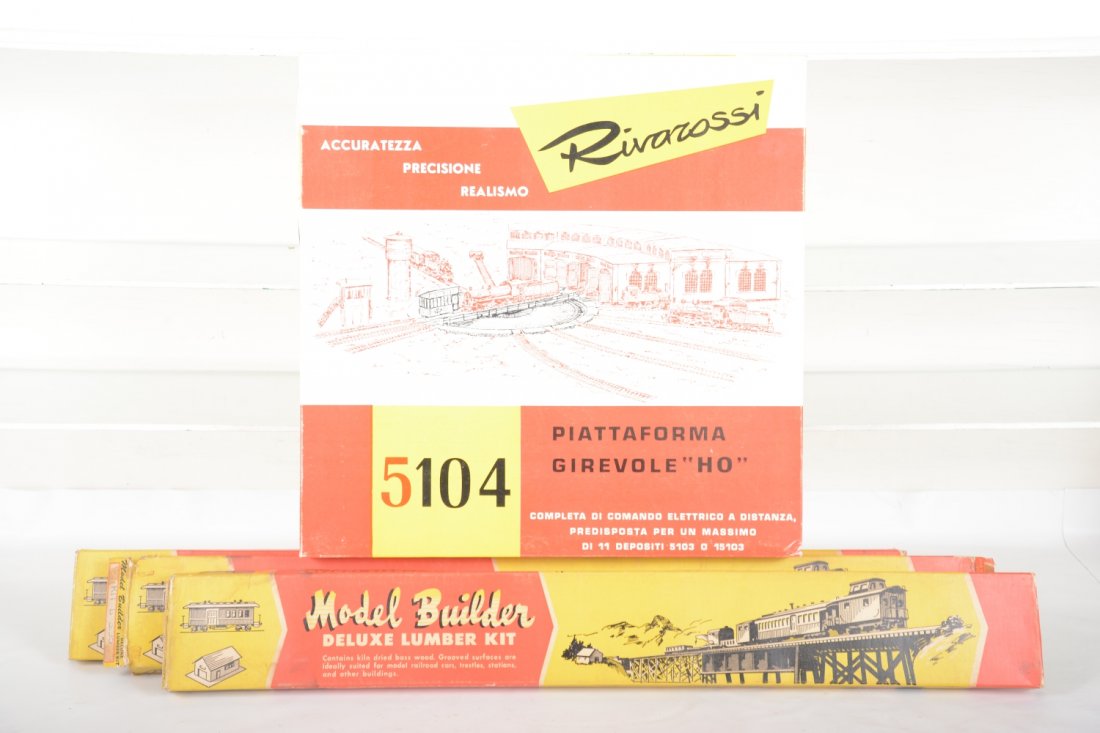 Rivarossi
ACCURATEZZA
PRECISIONE
REALISMO
5104
PIATTAFORMA
GIREVOLE "HO"
COMPLETA DI COMANDO ELETTRICO A DISTANZA,
PREDISPOSTA PER UN MASSIMO
DI 11 DEPOSITI 5103 O 15103
Model Builder
DELUXE LUMBER KIT
Contains kiln dried bass wood. Grooved surfaces are
ideally suited for model railroad cars, trestles, stations,
and other buildings.
Model Builder